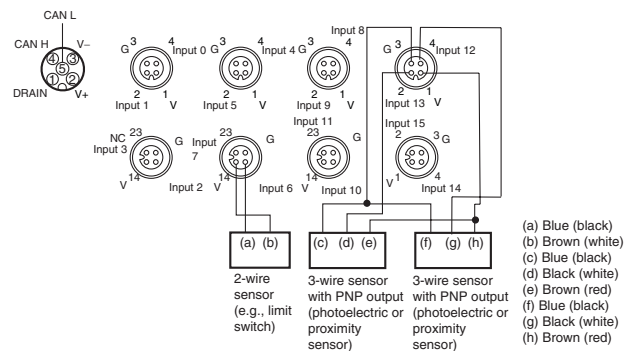 CAN L
CAN H
V–
4
3
5
1
2
DRAIN
V+
3
4
G
Input 0
2
1
Input 1
V
3
4
G
Input 4
2
1
Input 5
V
Input 8
3
4
G
2
1
Input 9
V
3
4
G
Input 12
2
1
Input 13
V
NC
23
G
Input 3
14
V
Input 2
Input
7
23
G
14
V
Input 6
Input 11
23
G
14
V
Input 10
Input 15
2
3
G
1
V
4
Input 14
(a) (b)
(c) (d) (e)
(f) (g) (h)
2-wire
sensor
(e.g., limit
switch)
3-wire sensor
with PNP output
(photoelectric or
proximity
sensor)
3-wire sensor
with PNP output
(photoelectric or
proximity
sensor)
(a) Blue (black)
(b) Brown (white)
(c) Blue (black)
(d) Black (white)
(e) Brown (red)
(f) Blue (black)
(g) Black (white)
(h) Brown (red)